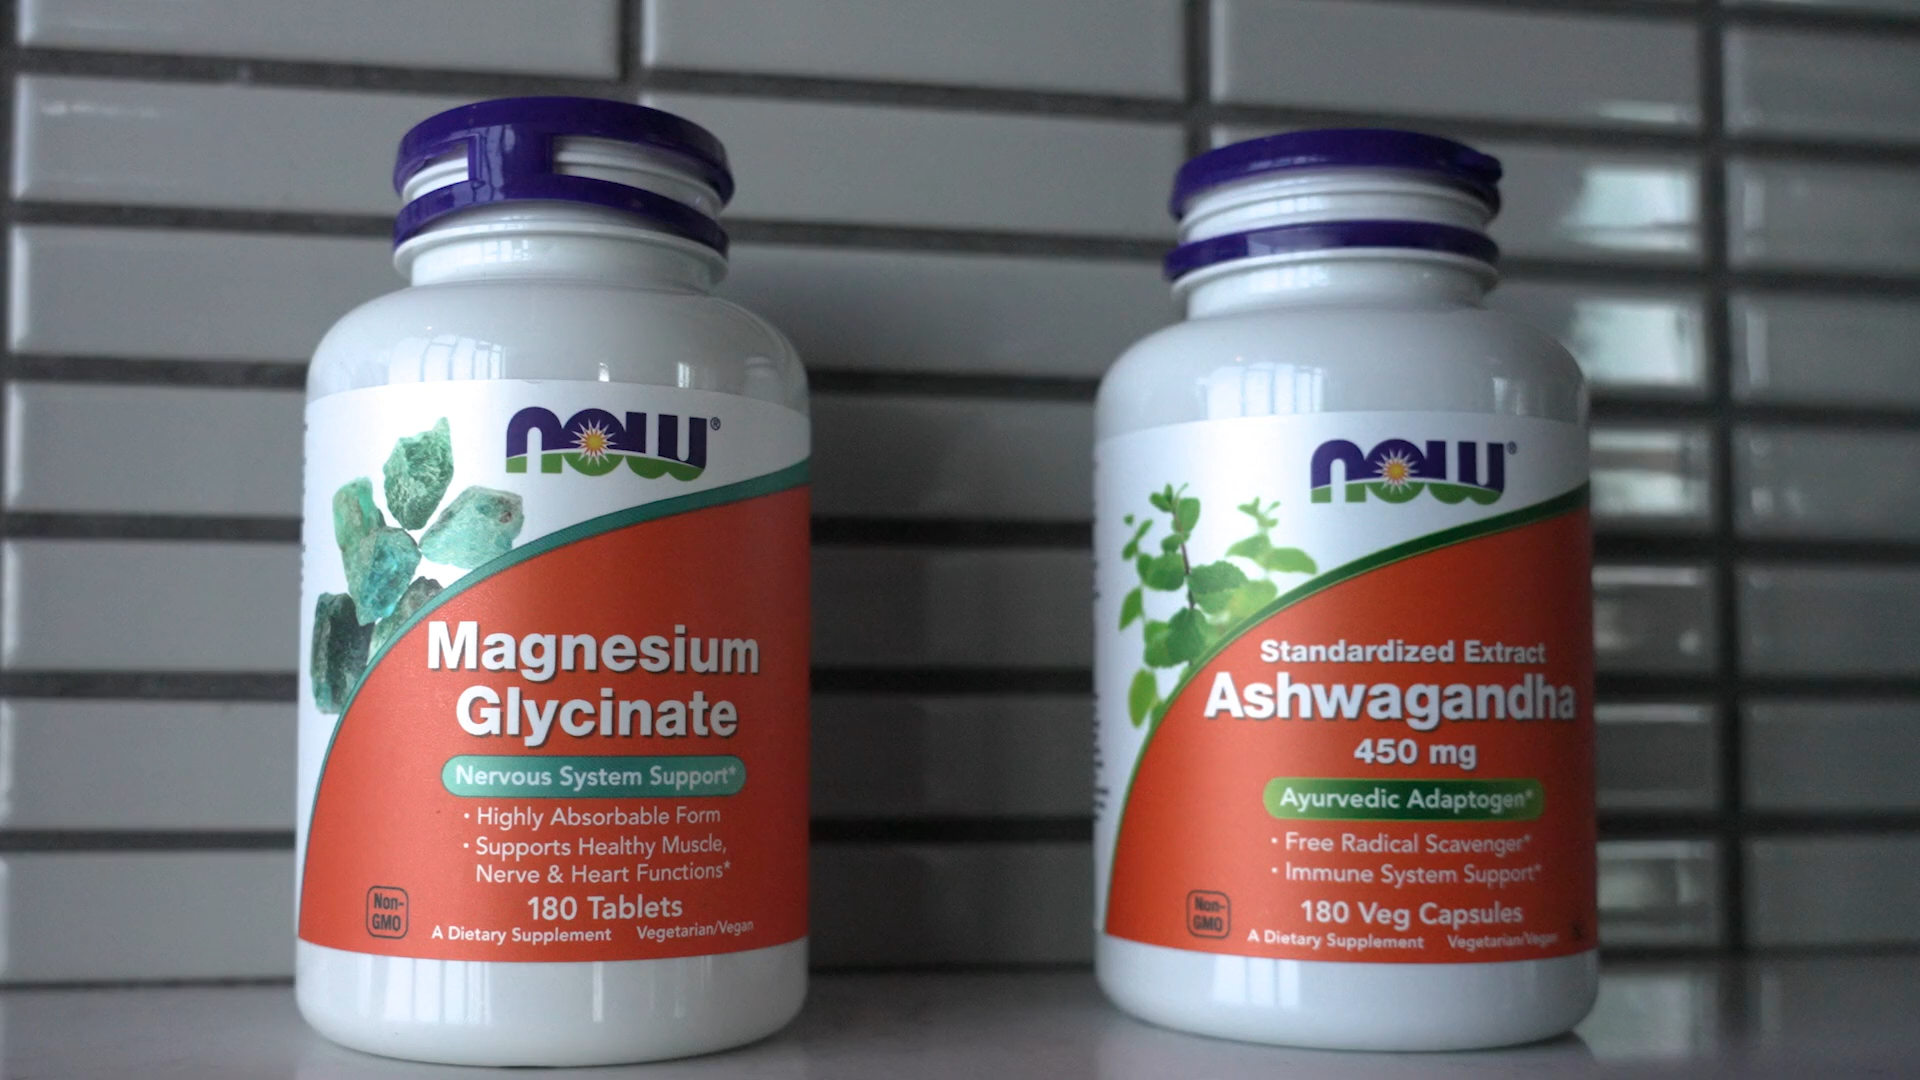 NOW®
Magnesium
Glycinate
Nervous System Support*
• Highly Absorbable Form
• Supports Healthy Muscle,
Nerve & Heart Functions*
180 Tablets
Non-
GMO
A Dietary Supplement Vegetarian/Vegan
NOW®
Standardized Extract
Ashwagandha
450 mg
Ayurvedic Adaptogen*
• Free Radical Scavenger*
• Immune System Support*
180 Veg Capsules
Non-
GMO
A Dietary Supplement Vegetarian/Vegan